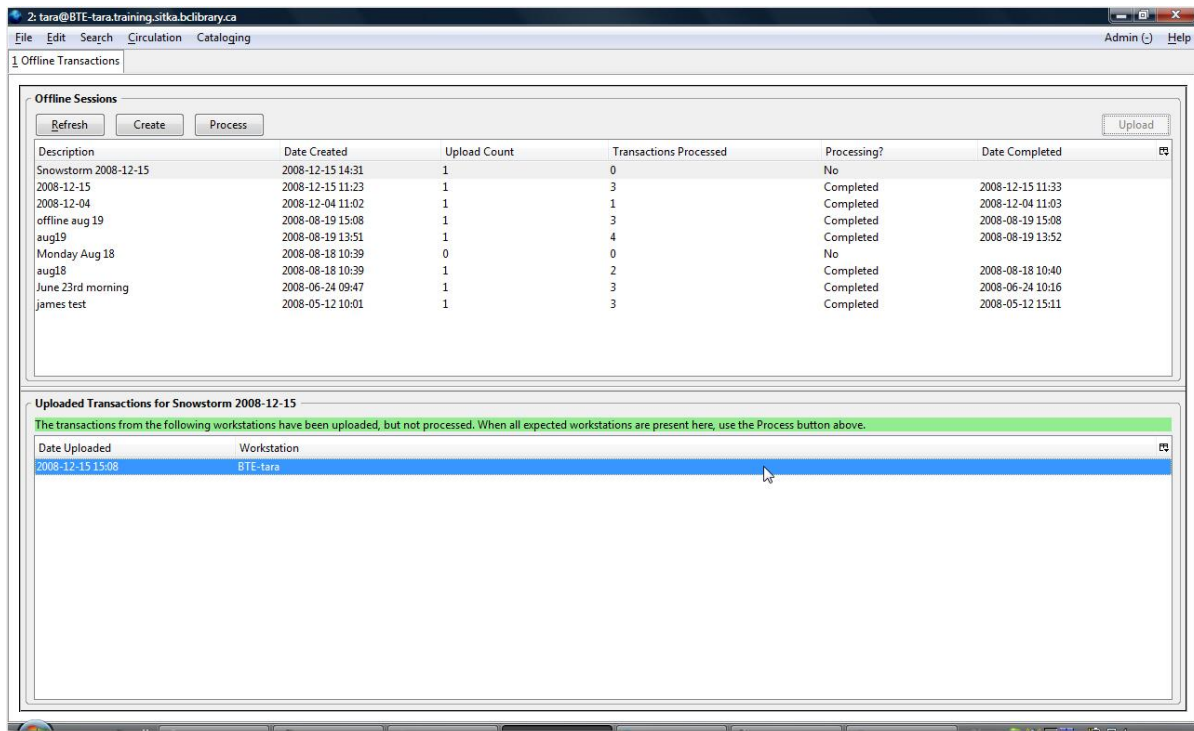 2: tara@BTE-tara.training.sitka.bclibrary.ca
File Edit Search Circulation Cataloging Admin (-) Help
1 Offline Transactions
Offline Sessions
Refresh Create Process Upload
Description Date Created Upload Count Transactions Processed Processing? Date Completed
Snowstorm 2008-12-15 2008-12-15 14:31 1 0 No
2008-12-15 2008-12-15 11:23 1 3 Completed 2008-12-15 11:33
2008-12-04 2008-12-04 11:02 1 1 Completed 2008-12-04 11:03
offline aug 19 2008-08-19 15:08 1 3 Completed 2008-08-19 15:08
aug19 2008-08-19 13:51 1 4 Completed 2008-08-19 13:52
Monday Aug 18 2008-08-18 10:39 0 0 No
aug18 2008-08-18 10:39 1 2 Completed 2008-08-18 10:40
June 23rd morning 2008-06-24 09:47 1 3 Completed 2008-06-24 10:16
james test 2008-05-12 10:01 1 3 Completed 2008-05-12 15:11
Uploaded Transactions for Snowstorm 2008-12-15
The transactions from the following workstations have been uploaded, but not processed. When all expected workstations are present here, use the Process button above.
Date Uploaded Workstation
2008-12-15 15:08 BTE-tara